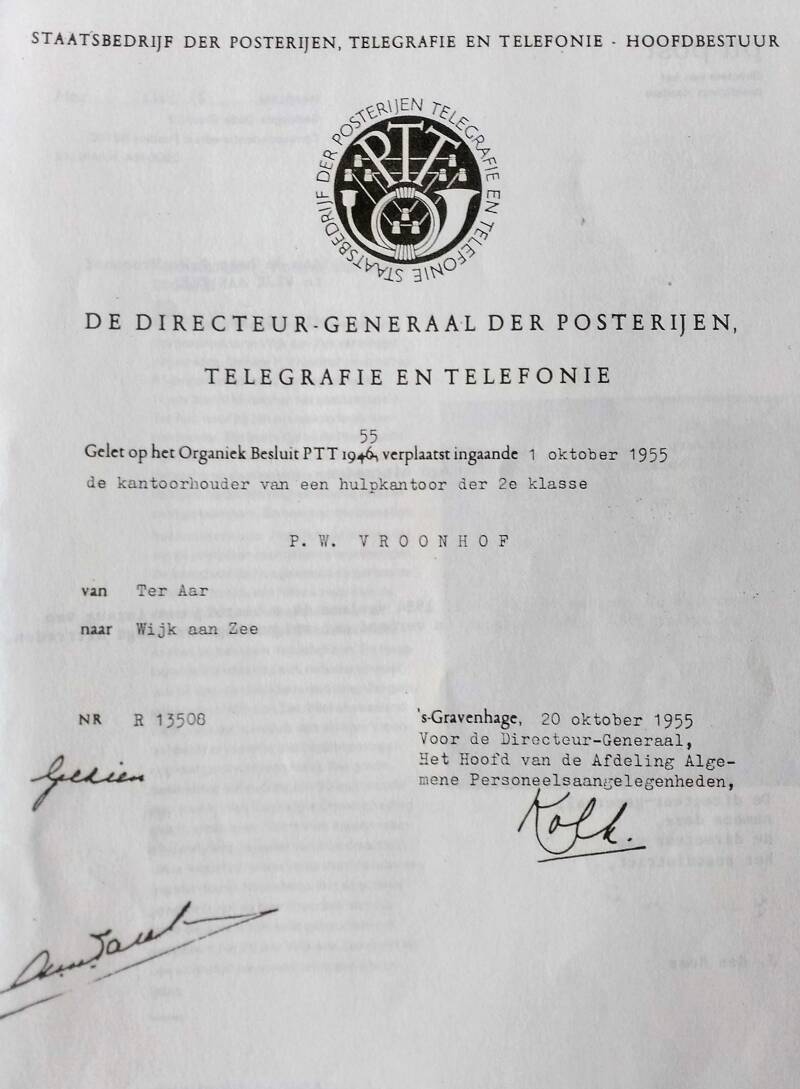 STAATSBEDRIJF DER POSTERIJEN, TELEGRAFIE EN TELEFONIE - HOOFDBESTUUR
STAATSBEDRIJF DER POSTERIJEN TELEGRAFIE EN TELEFONIE
PTT
DE DIRECTEUR-GENERAAL DER POSTERIJEN,
TELEGRAFIE EN TELEFONIE
55
Gelet op het Organiek Besluit PTT 1946, verplaatst ingaande 1 oktober 1955
de kantoorhouder van een hulpkantoor der 2e klasse
P. W. VROONHOF
van Ter Aar
naar Wijk aan Zee
NR R 13508
's-Gravenhage, 20 oktober 1955
Voor de Directeur-Generaal,
Het Hoofd van de Afdeling Alge-
mene Personeelsaangelegenheden,
Gezien
Kolk.